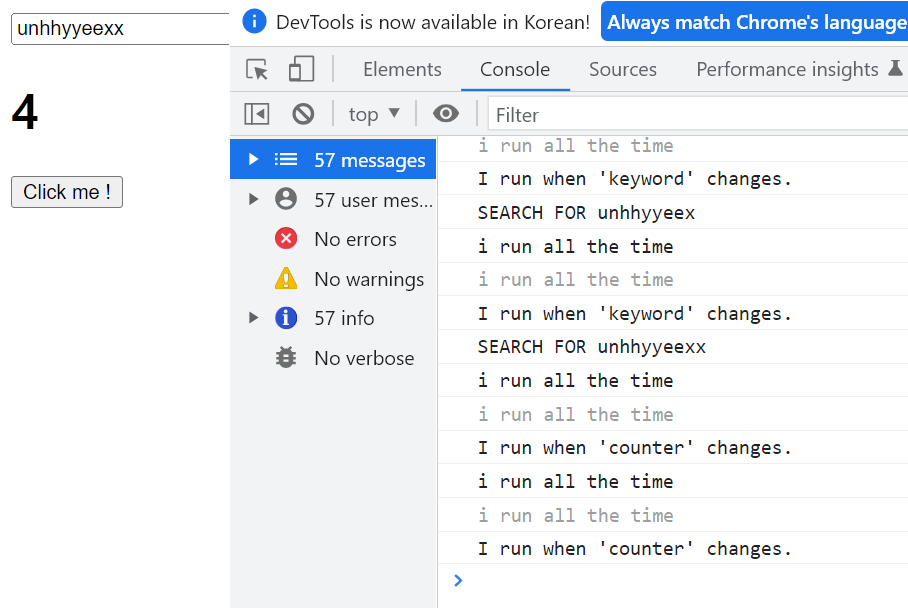 unhhyyeexx
4
Click me !
DevTools is now available in Korean!
Always match Chrome's language
Elements
Console
Sources
Performance insights
top
Filter
57 messages
57 user mes...
No errors
No warnings
57 info
No verbose
i run all the time
I run when 'keyword' changes.
SEARCH FOR unhhyyeex
i run all the time
i run all the time
I run when 'keyword' changes.
SEARCH FOR unhhyyeexx
i run all the time
i run all the time
I run when 'counter' changes.
i run all the time
i run all the time
I run when 'counter' changes.